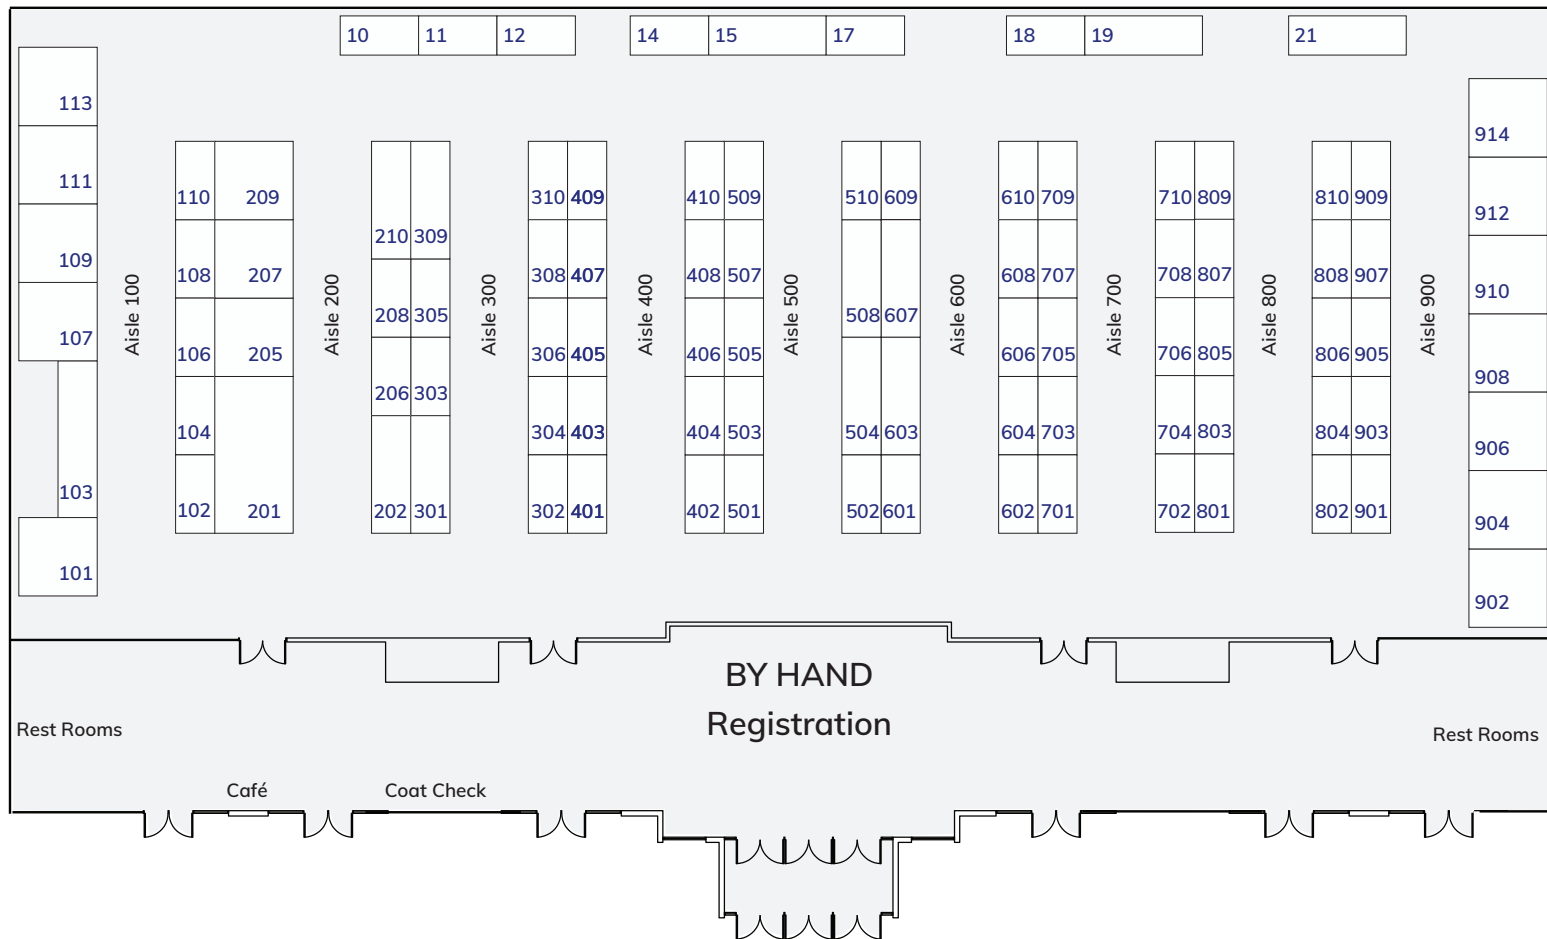 10 11 12 14 15 17 18 19 21
113
914
111
110 209 310 409 410 509 510 609 610 709 710 809 810 909
912
210 309
109
108 207 308 407 408 507 608 707 708 807 808 907
910
Aisle 100
Aisle 200
Aisle 300
Aisle 400
Aisle 500
Aisle 600
Aisle 700
Aisle 800
Aisle 900
208 305 508 607
107
106 205 306 405 406 505 606 705 706 805 806 905
908
206 303
104 304 403 404 503 504 603 604 703 704 803 804 903
906
103
102 201 202 301 302 401 402 501 502 601 602 701 702 801 802 901
904
101
902
BY HAND
Registration
Rest Rooms
Rest Rooms
Café
Coat Check